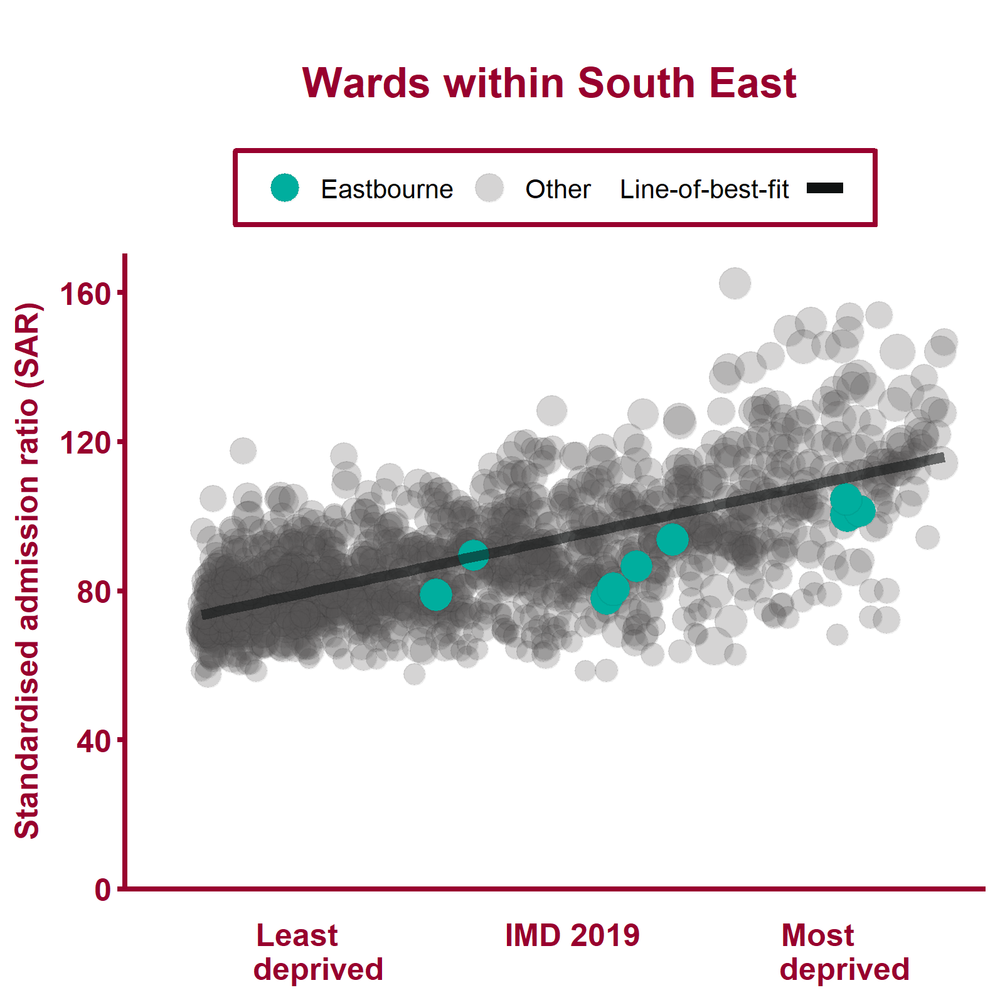 Wards within South East
Eastbourne Other Line-of-best-fit
Standardised admission ratio (SAR)
160
120
80
40
0
Least deprived
IMD 2019
Most deprived